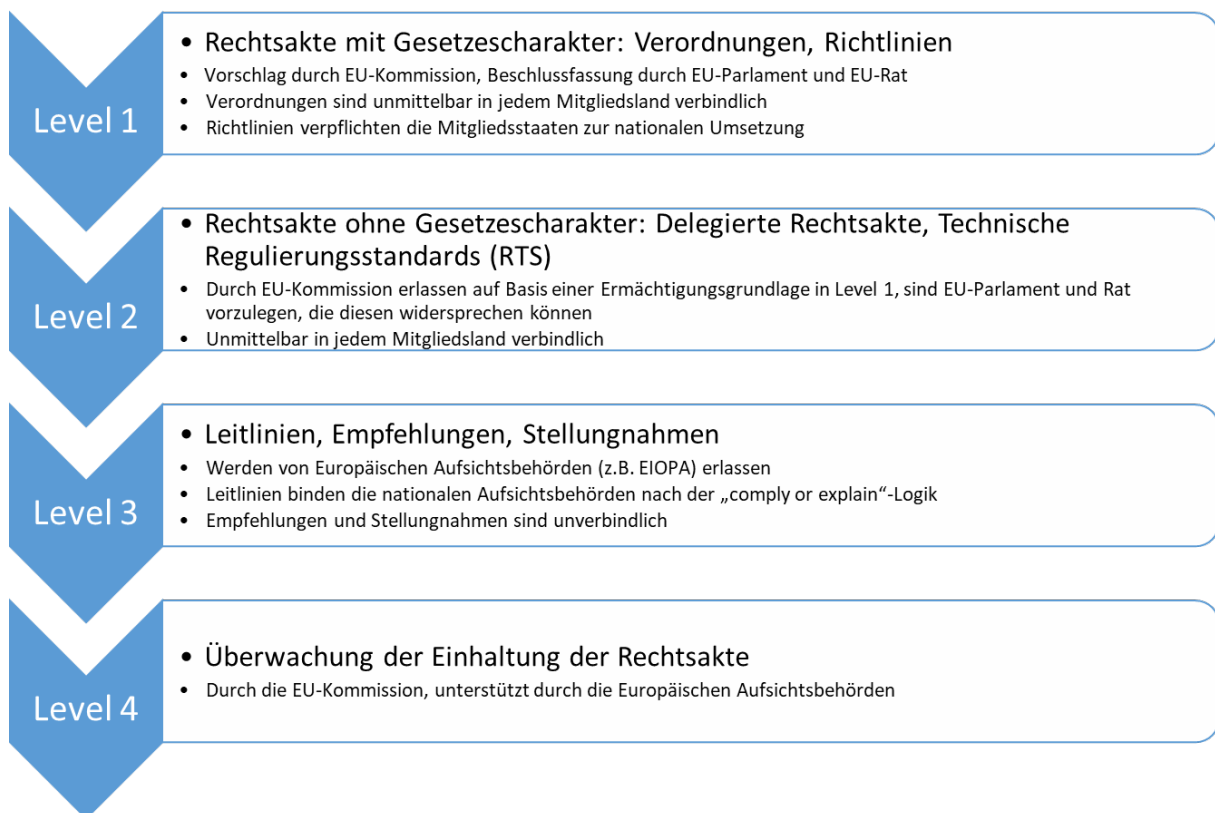 Level 1
• Rechtsakte mit Gesetzescharakter: Verordnungen, Richtlinien
• Vorschlag durch EU-Kommission, Beschlussfassung durch EU-Parlament und EU-Rat
• Verordnungen sind unmittelbar in jedem Mitgliedsland verbindlich
• Richtlinien verpflichten die Mitgliedsstaaten zur nationalen Umsetzung
Level 2
• Rechtsakte ohne Gesetzescharakter: Delegierte Rechtsakte, Technische
Regulierungsstandards (RTS)
• Durch EU-Kommission erlassen auf Basis einer Ermächtigungsgrundlage in Level 1, sind EU-Parlament und Rat
vorzulegen, die diesen widersprechen können
• Unmittelbar in jedem Mitgliedsland verbindlich
Level 3
• Leitlinien, Empfehlungen, Stellungnahmen
• Werden von Europäischen Aufsichtsbehörden (z.B. EIOPA) erlassen
• Leitlinien binden die nationalen Aufsichtsbehörden nach der „comply or explain“-Logik
• Empfehlungen und Stellungnahmen sind unverbindlich
Level 4
• Überwachung der Einhaltung der Rechtsakte
• Durch die EU-Kommission, unterstützt durch die Europäischen Aufsichtsbehörden